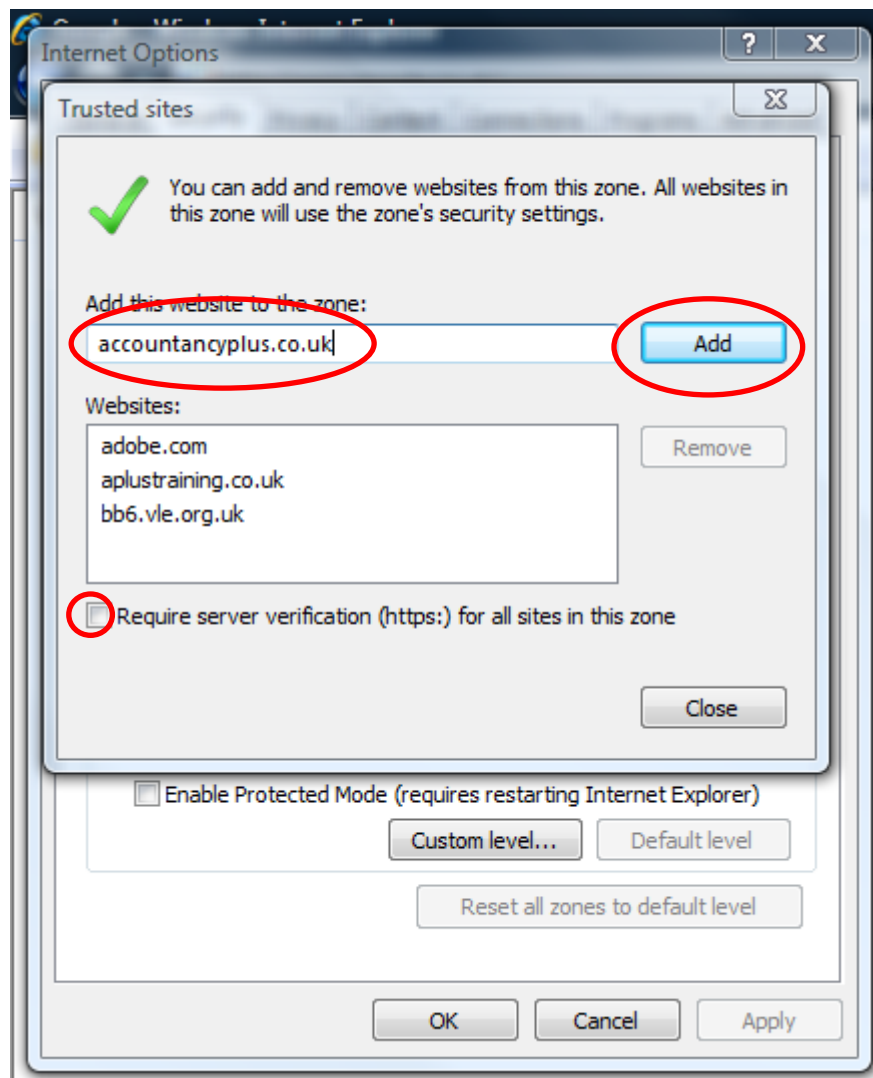 Internet Options
Trusted sites
You can add and remove websites from this zone. All websites in
this zone will use the zone's security settings.
Add this website to the zone:
accountancyplus.co.uk
Add
Websites:
adobe.com
aplustraining.co.uk
bb6.vle.org.uk
Remove
Require server verification (https:) for all sites in this zone
Close
Enable Protected Mode (requires restarting Internet Explorer)
Custom level...
Default level
Reset all zones to default level
OK
Cancel
Apply